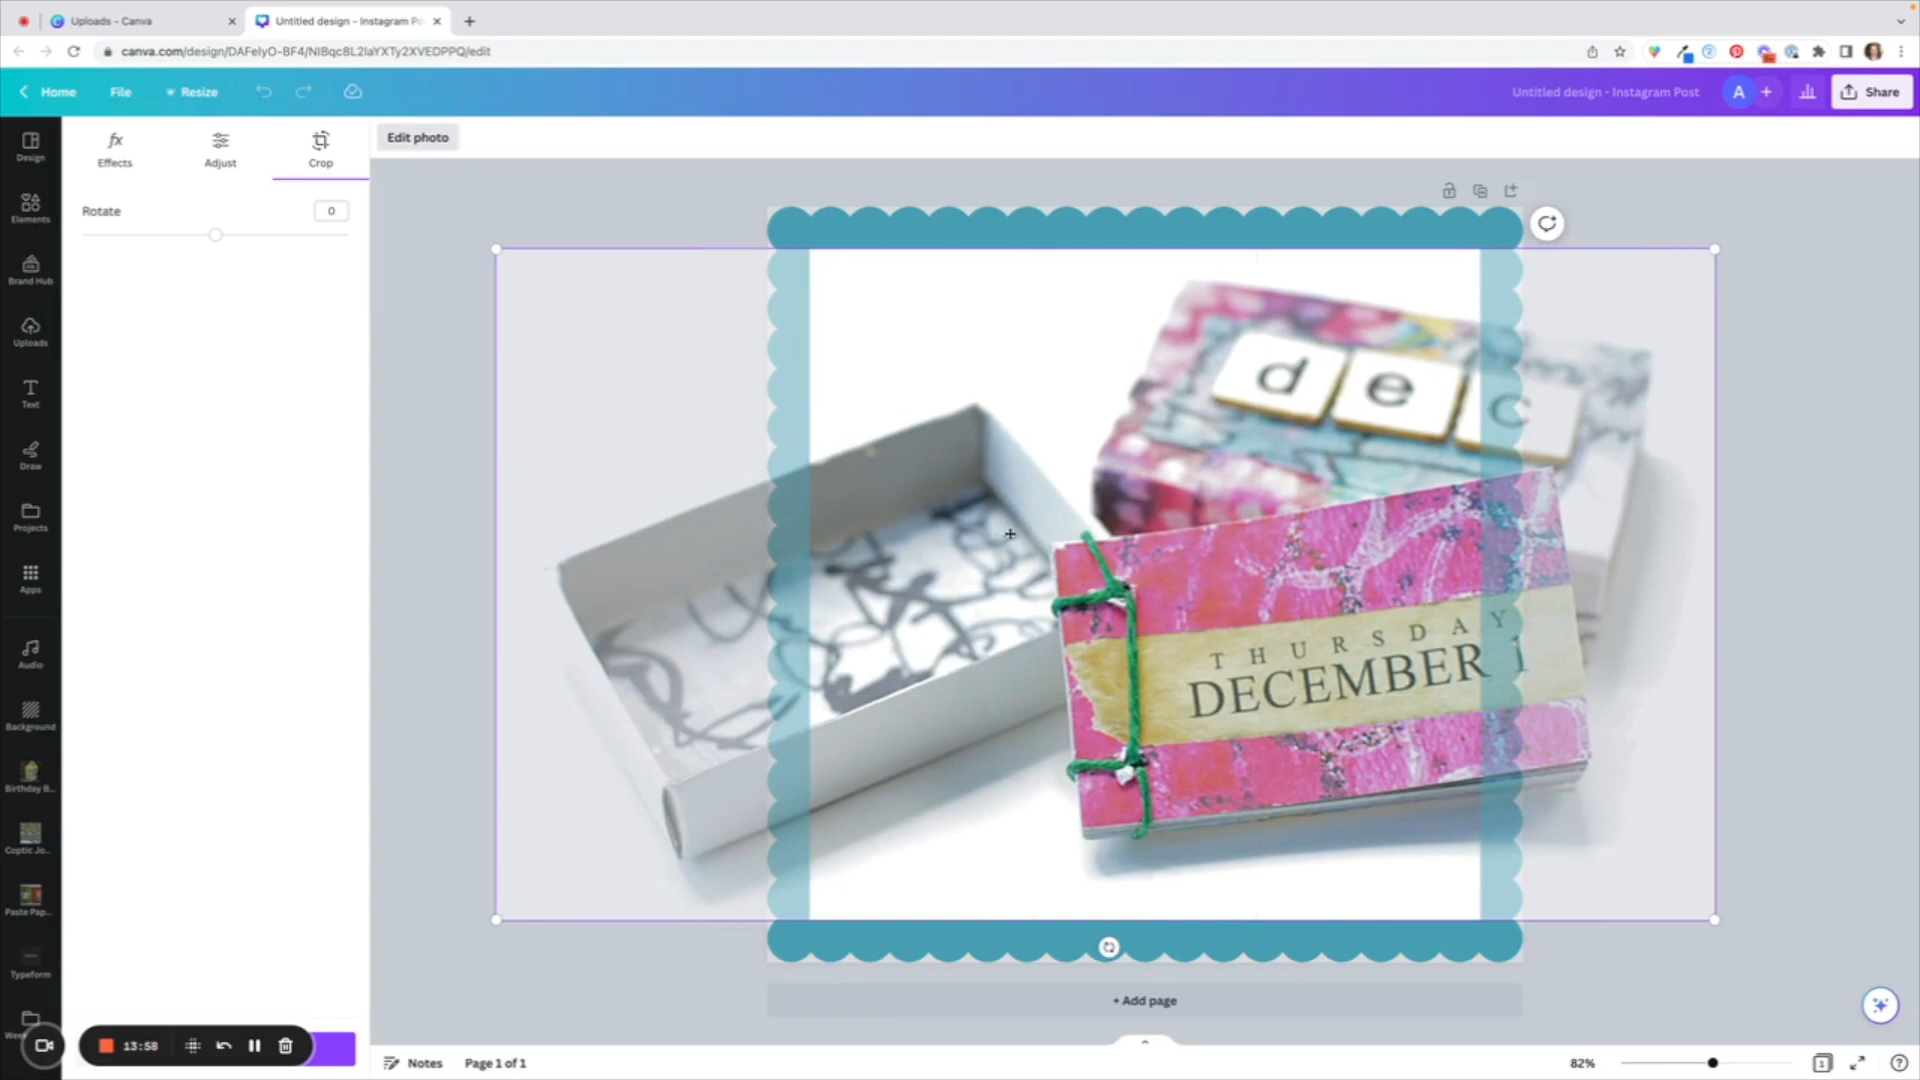 Uploads - Canva
Untitled design - Instagram Po
canva.com/design/DAFelyO-BF4/NIBqc8L2laYXTy2XVEDPPQ/edit
Home
File
Resize
Untitled design - Instagram Post
A
+
Share
Design
Elements
Brand Hub
Uploads
Text
Draw
Projects
Apps
Audio
Background
Birthday B...
Coptic Jo...
Paste Pap...
Typeform
fx
Effects
Adjust
Crop
Rotate
0
Edit photo
d e c
THURSDAY
DECEMBER 1
+ Add page
13:58
Notes
Page 1 of 1
82%
1